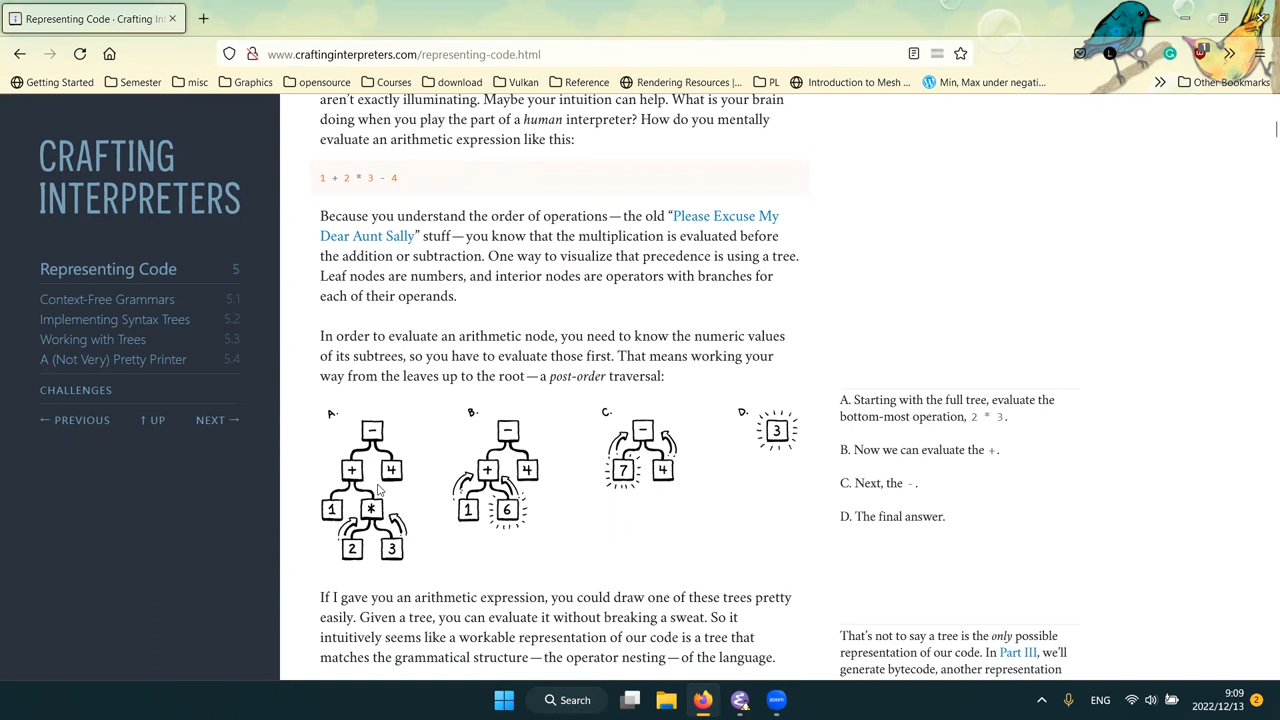 Representing Code · Crafting In
www.craftinginterpreters.com/representing-code.html
1
Getting Started
Semester
misc
Graphics
opensource
Courses
download
Vulkan
Reference
Rendering Resources |...
PL
Introduction to Mesh ...
Min, Max under negati...
Other Bookmarks
CRAFTING
INTERPRETERS
Representing Code 5
Context-Free Grammars 5.1
Implementing Syntax Trees 5.2
Working with Trees 5.3
A (Not Very) Pretty Printer 5.4
CHALLENGES
← PREVIOUS ↑ UP NEXT →
aren’t exactly illuminating. Maybe your intuition can help. What is your brain
doing when you play the part of a human interpreter? How do you mentally
evaluate an arithmetic expression like this:
1 + 2 * 3 - 4
Because you understand the order of operations—the old “Please Excuse My
Dear Aunt Sally” stuff—you know that the multiplication is evaluated before
the addition or subtraction. One way to visualize that precedence is using a tree.
Leaf nodes are numbers, and interior nodes are operators with branches for
each of their operands.
In order to evaluate an arithmetic node, you need to know the numeric values
of its subtrees, so you have to evaluate those first. That means working your
way from the leaves up to the root—a post-order traversal:
A. B. C. D.
- - - 3
+ 4 + 4 7 4
1 * 1 6
2 3
A. Starting with the full tree, evaluate the
bottom-most operation, 2 * 3.
B. Now we can evaluate the +.
C. Next, the -.
D. The final answer.
If I gave you an arithmetic expression, you could draw one of these trees pretty
easily. Given a tree, you can evaluate it without breaking a sweat. So it
intuitively seems like a workable representation of our code is a tree that
matches the grammatical structure—the operator nesting—of the language.
That’s not to say a tree is the only possible
representation of our code. In Part III, we’ll
generate bytecode, another representation
Search
zoom
ENG
9:09
2022/12/13
2